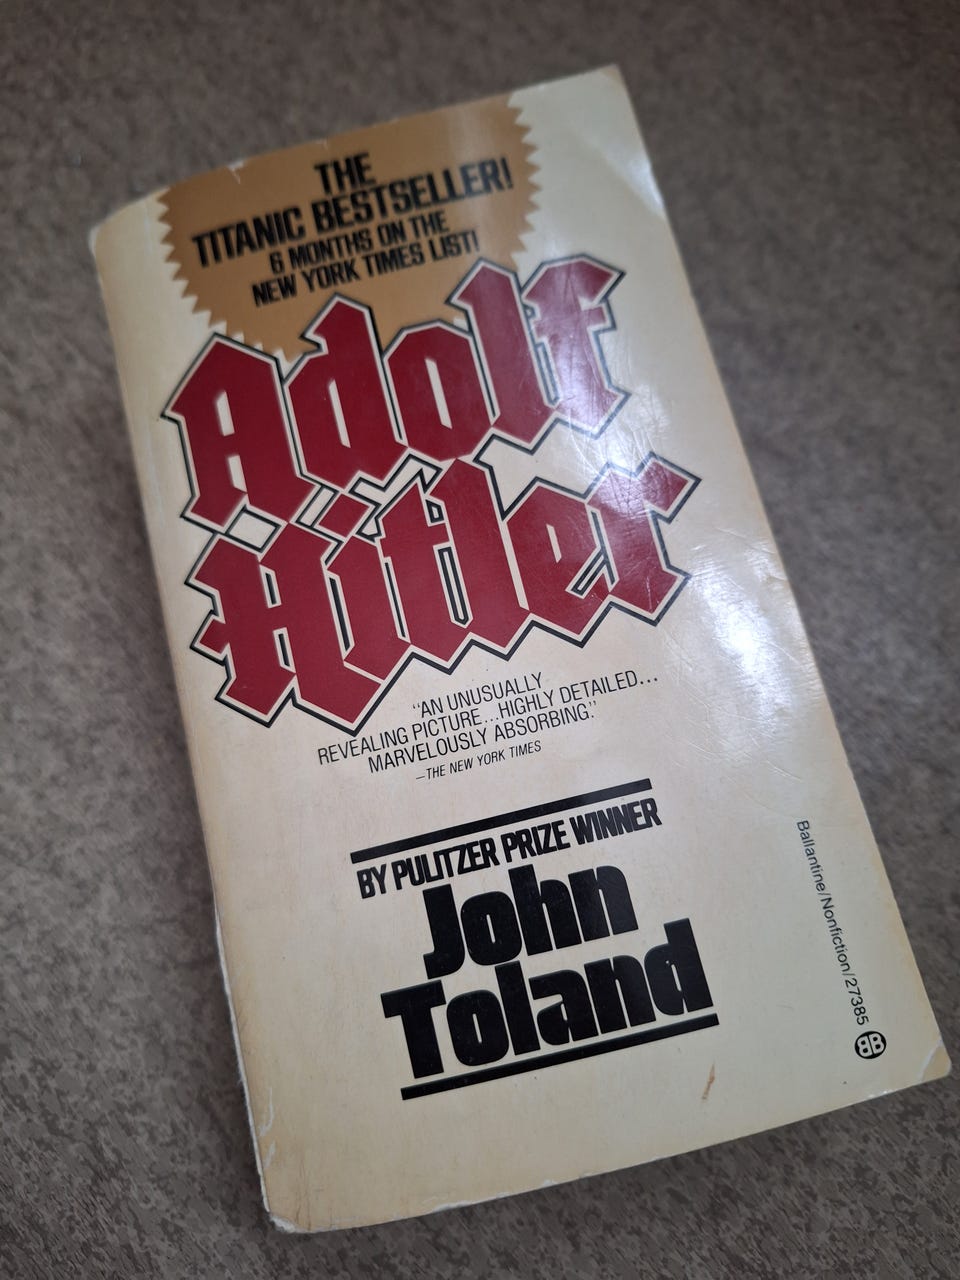 THE
TITANIC BESTSELLER!
6 MONTHS ON THE
NEW YORK TIMES LIST!
Adolf
Hitler
"AN UNUSUALLY
REVEALING PICTURE...HIGHLY DETAILED...
MARVELOUSLY ABSORBING."
—THE NEW YORK TIMES
BY PULITZER PRIZE WINNER
John
Toland
Ballantine/Nonfiction/27385
BB